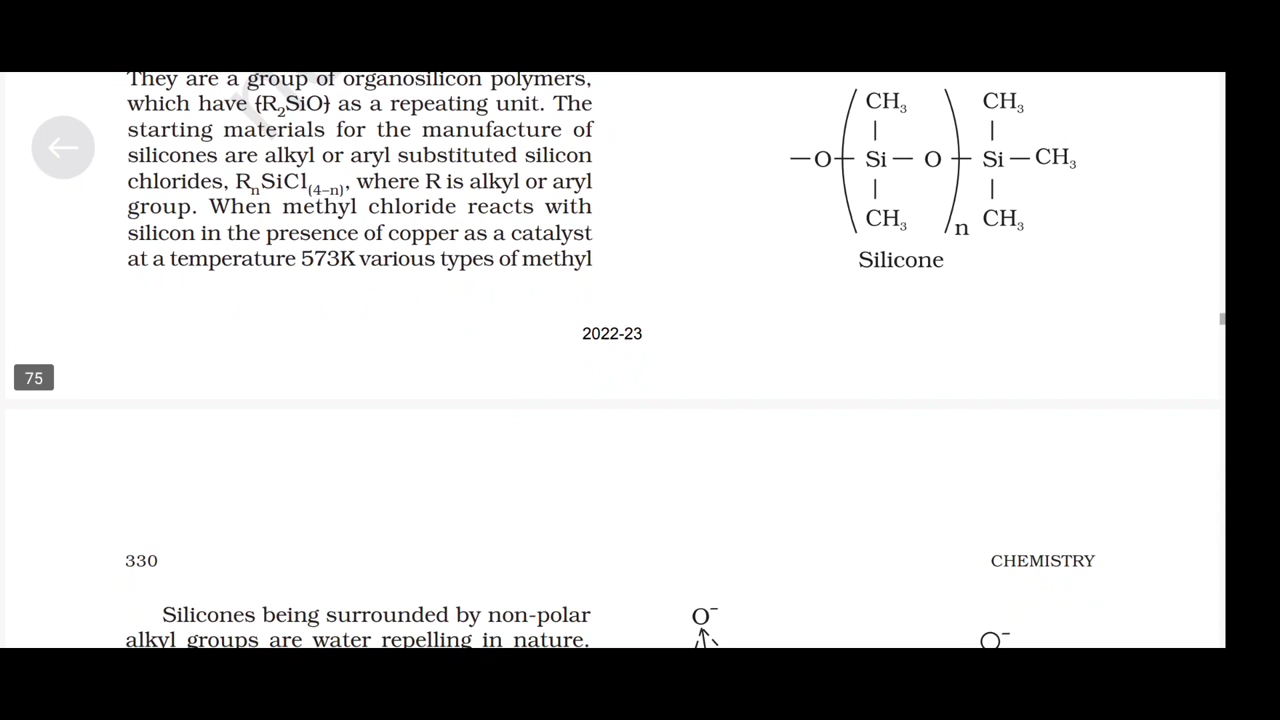 They are a group of organosilicon polymers,
which have (R₂SiO) as a repeating unit. The
starting materials for the manufacture of
silicones are alkyl or aryl substituted silicon
chlorides, RₙSiCl₍₄₋ₙ₎, where R is alkyl or aryl
group. When methyl chloride reacts with
silicon in the presence of copper as a catalyst
at a temperature 573K various types of methyl
CH₃ CH₃
| |
—O—(Si—O—)Si—CH₃
| |
CH₃ n CH₃
Silicone
2022-23
75
330
CHEMISTRY
Silicones being surrounded by non-polar
alkyl groups are water repelling in nature.
O⁻
O⁻